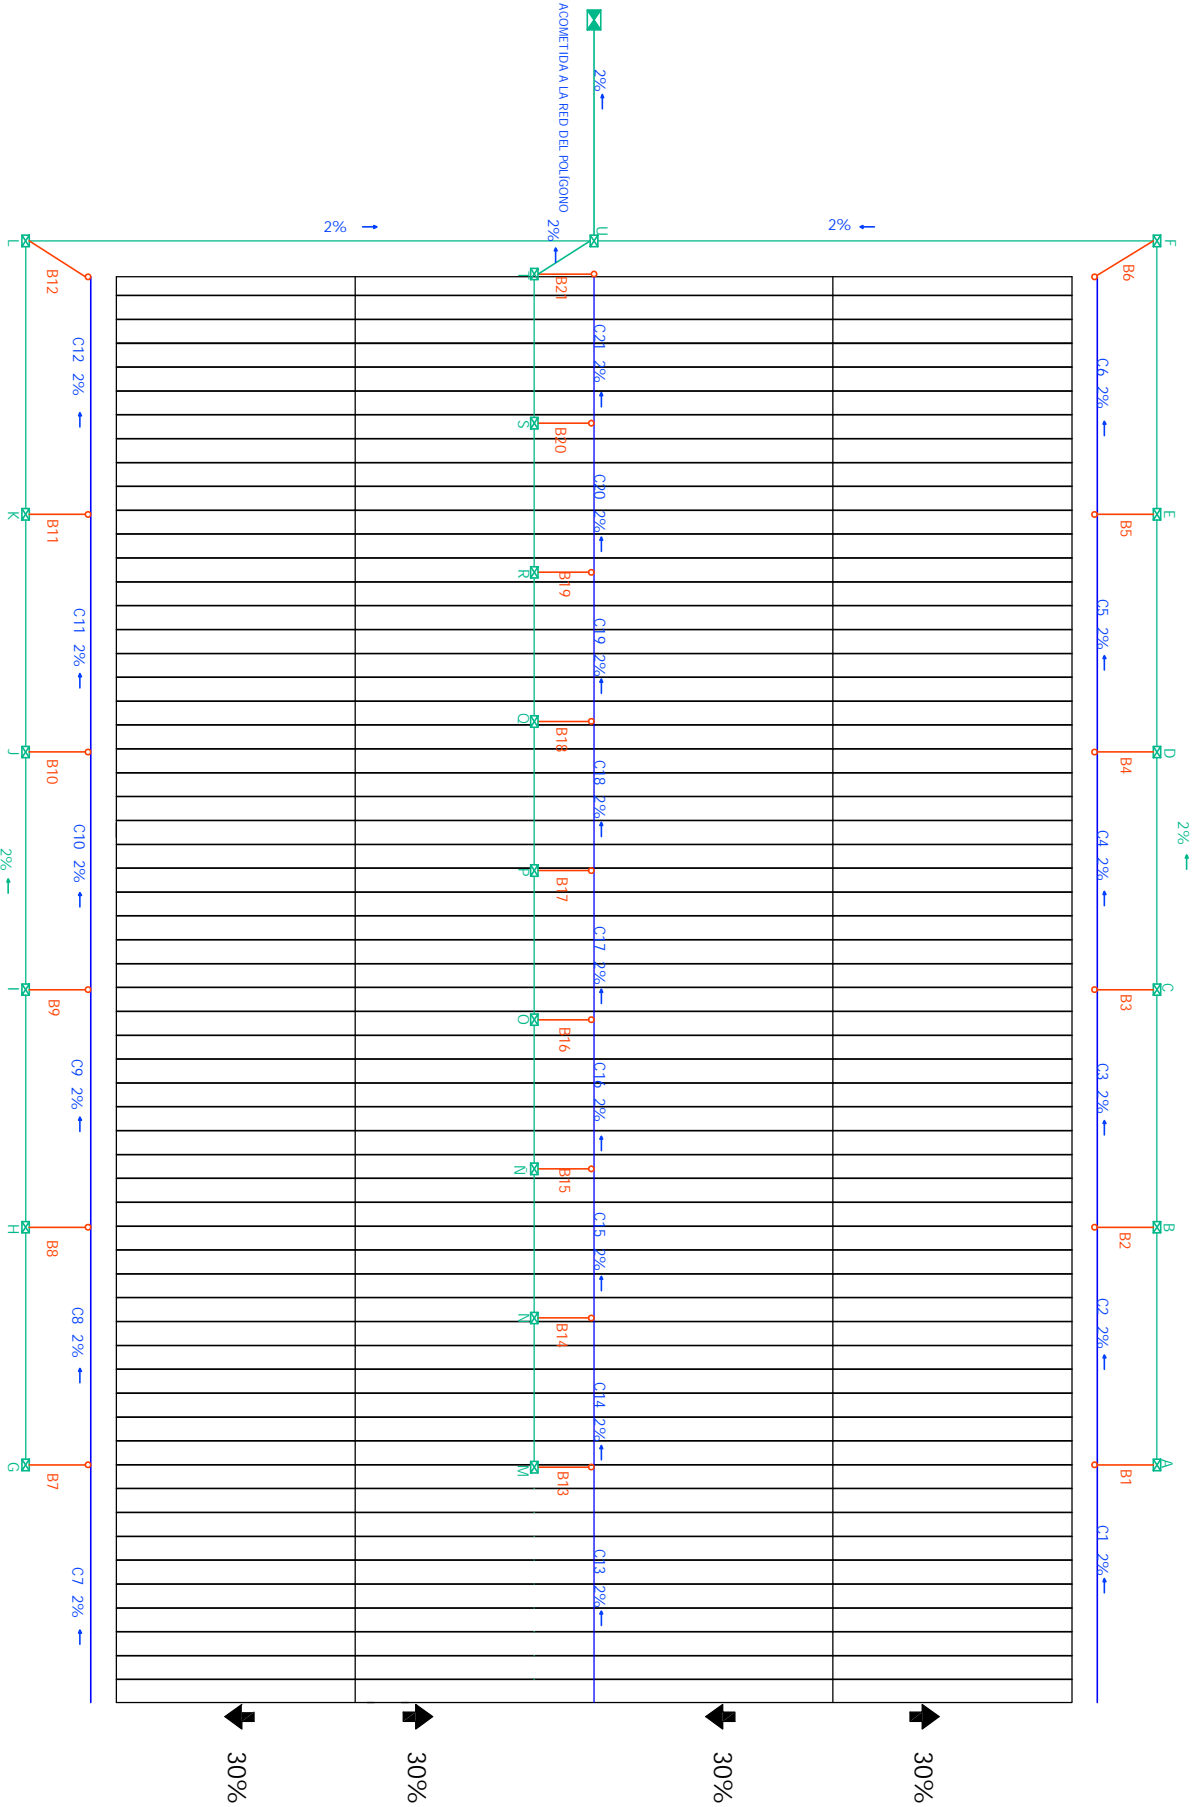 ACOMETIDA A LA RED DEL POLÍGONO
2%
2%
2%
2%
L
U
F
T
B12
B21
B6
C12 2%
C21 2%
C6 2%
S
B20
K
B11
C20 2%
E
B5
R
B19
C11 2%
C19 2%
C5 2%
Q
B18
J
B10
D
B4
C10 2%
C18 2%
C4 2%
2%
2%
P
B17
C17 2%
I
B9
C
B3
O
B16
C9 2%
C16 2%
C3 2%
Ñ
B15
H
B8
C15 2%
B
B2
N
B14
C8 2%
C14 2%
C2 2%
G
B7
M
B13
A
B1
C7 2%
C13 2%
C1 2%
30%
30%
30%
30%